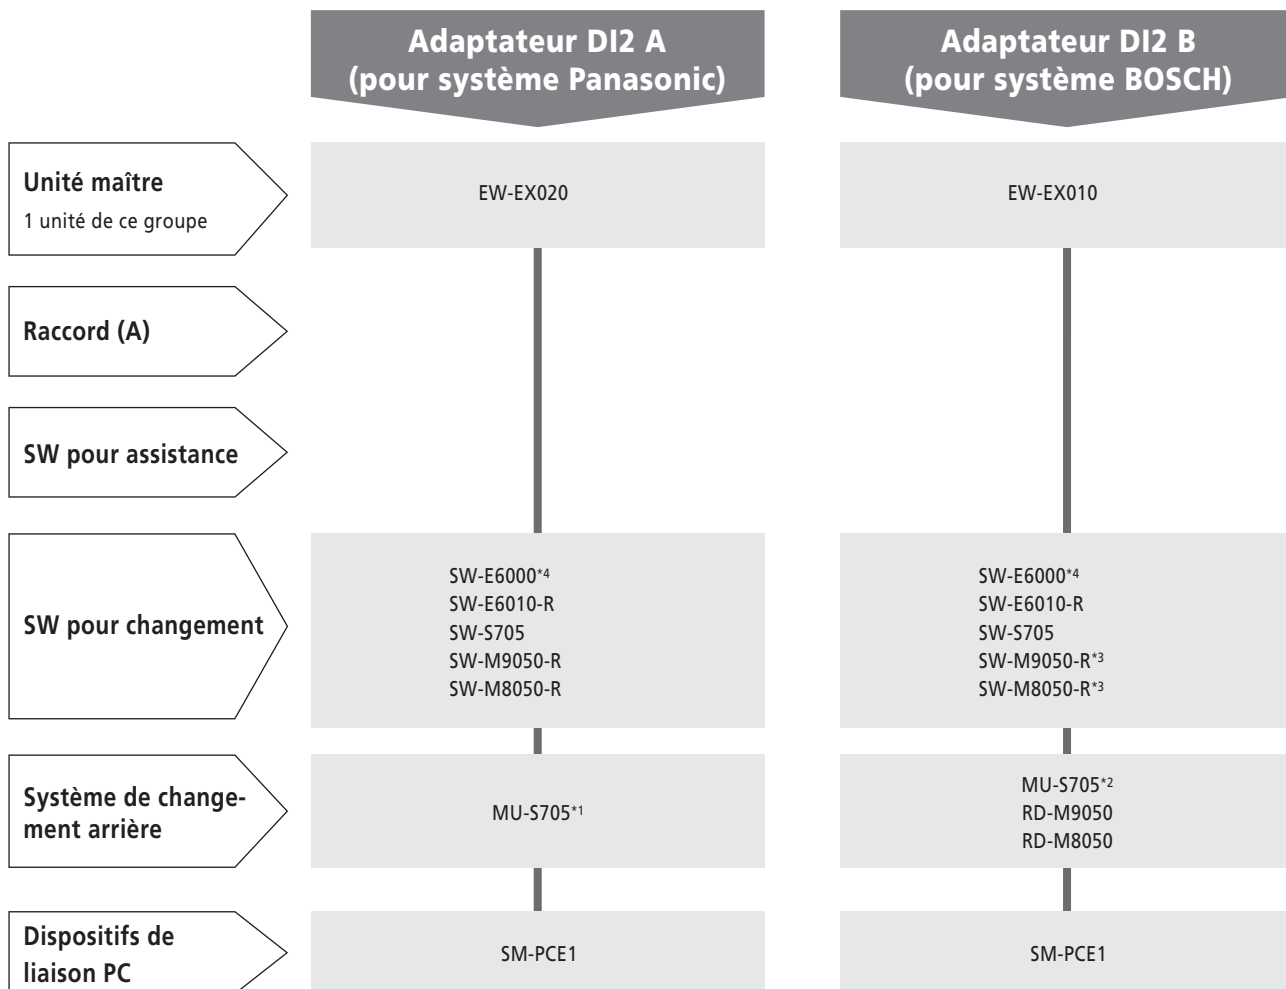 Adaptateur DI2 A
(pour système Panasonic)
Adaptateur DI2 B
(pour système BOSCH)
Unité maître
1 unité de ce groupe
EW-EX020
EW-EX010
Raccord (A)
SW pour assistance
SW pour changement
SW-E6000*4
SW-E6010-R
SW-S705
SW-M9050-R
SW-M8050-R
SW-E6000*4
SW-E6010-R
SW-S705
SW-M9050-R*3
SW-M8050-R*3
Système de change-
ment arrière
MU-S705*1
MU-S705*2
RD-M9050
RD-M8050
Dispositifs de
liaison PC
SM-PCE1
SM-PCE1